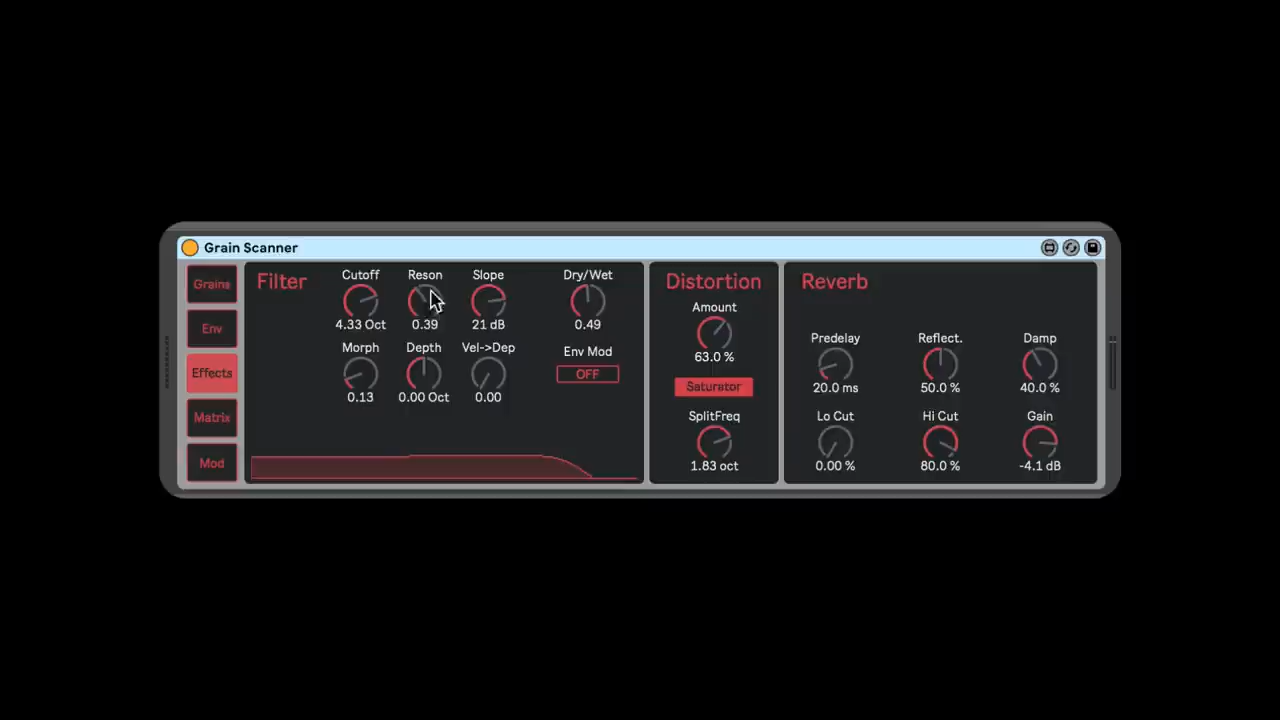 Grain Scanner
Grains
Env
Effects
Matrix
Mod
Filter
Cutoff
4.33 Oct
Reson
0.39
Slope
21 dB
Dry/Wet
0.49
Morph
0.13
Depth
0.00 Oct
Vel->Dep
0.00
Env Mod
OFF
Distortion
Amount
63.0 %
Saturator
SplitFreq
1.83 oct
Reverb
Predelay
20.0 ms
Reflect.
50.0 %
Damp
40.0 %
Lo Cut
0.00 %
Hi Cut
80.0 %
Gain
-4.1 dB